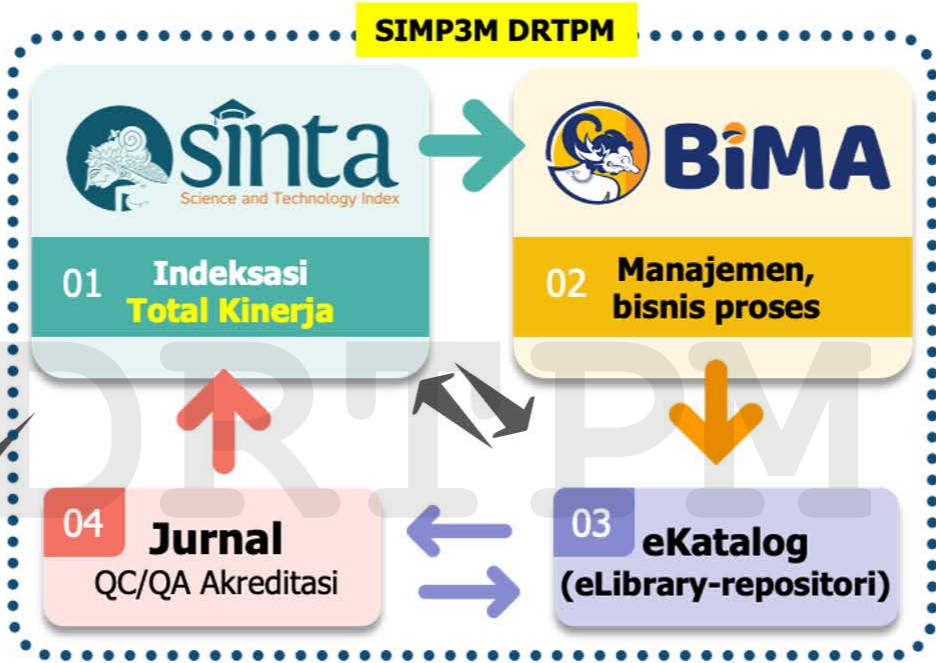 SIMP3M DRTPM
sinta
Science and Technology Index
BiMA
01
Indeksasi
Total Kinerja
02
Manajemen,
bisnis proses
DRTPM
04
Jurnal
QC/QA Akreditasi
03
eKatalog
(eLibrary-repositori)